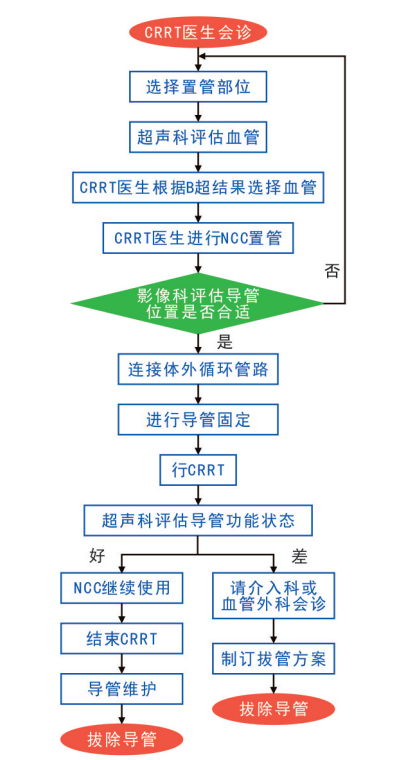 CRRT医生会诊
选择置管部位
超声科评估血管
CRRT医生根据B超结果选择血管
CRRT医生进行NCC置管
否
影像科评估导管
位置是否合适
是
连接体外循环管路
进行导管固定
行CRRT
超声科评估导管功能状态
好
差
NCC继续使用
请介入科或
血管外科会诊
结束CRRT
制订拔管方案
导管维护
拔除导管
拔除导管